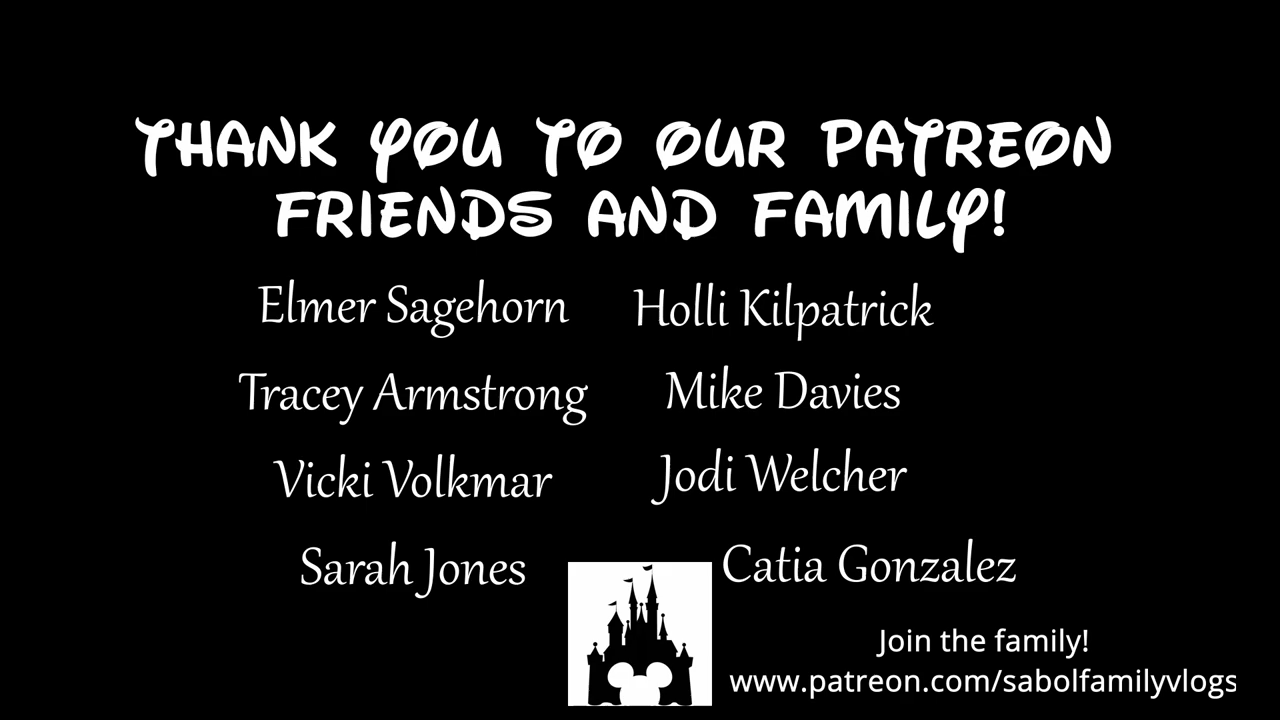 THANK YOU TO OUR PATREON
FRIENDS AND FAMILY!
Elmer Sagehorn
Holli Kilpatrick
Tracey Armstrong
Mike Davies
Vicki Volkmar
Jodi Welcher
Sarah Jones
Catia Gonzalez
Join the family!
www.patreon.com/sabolfamilyvlogs